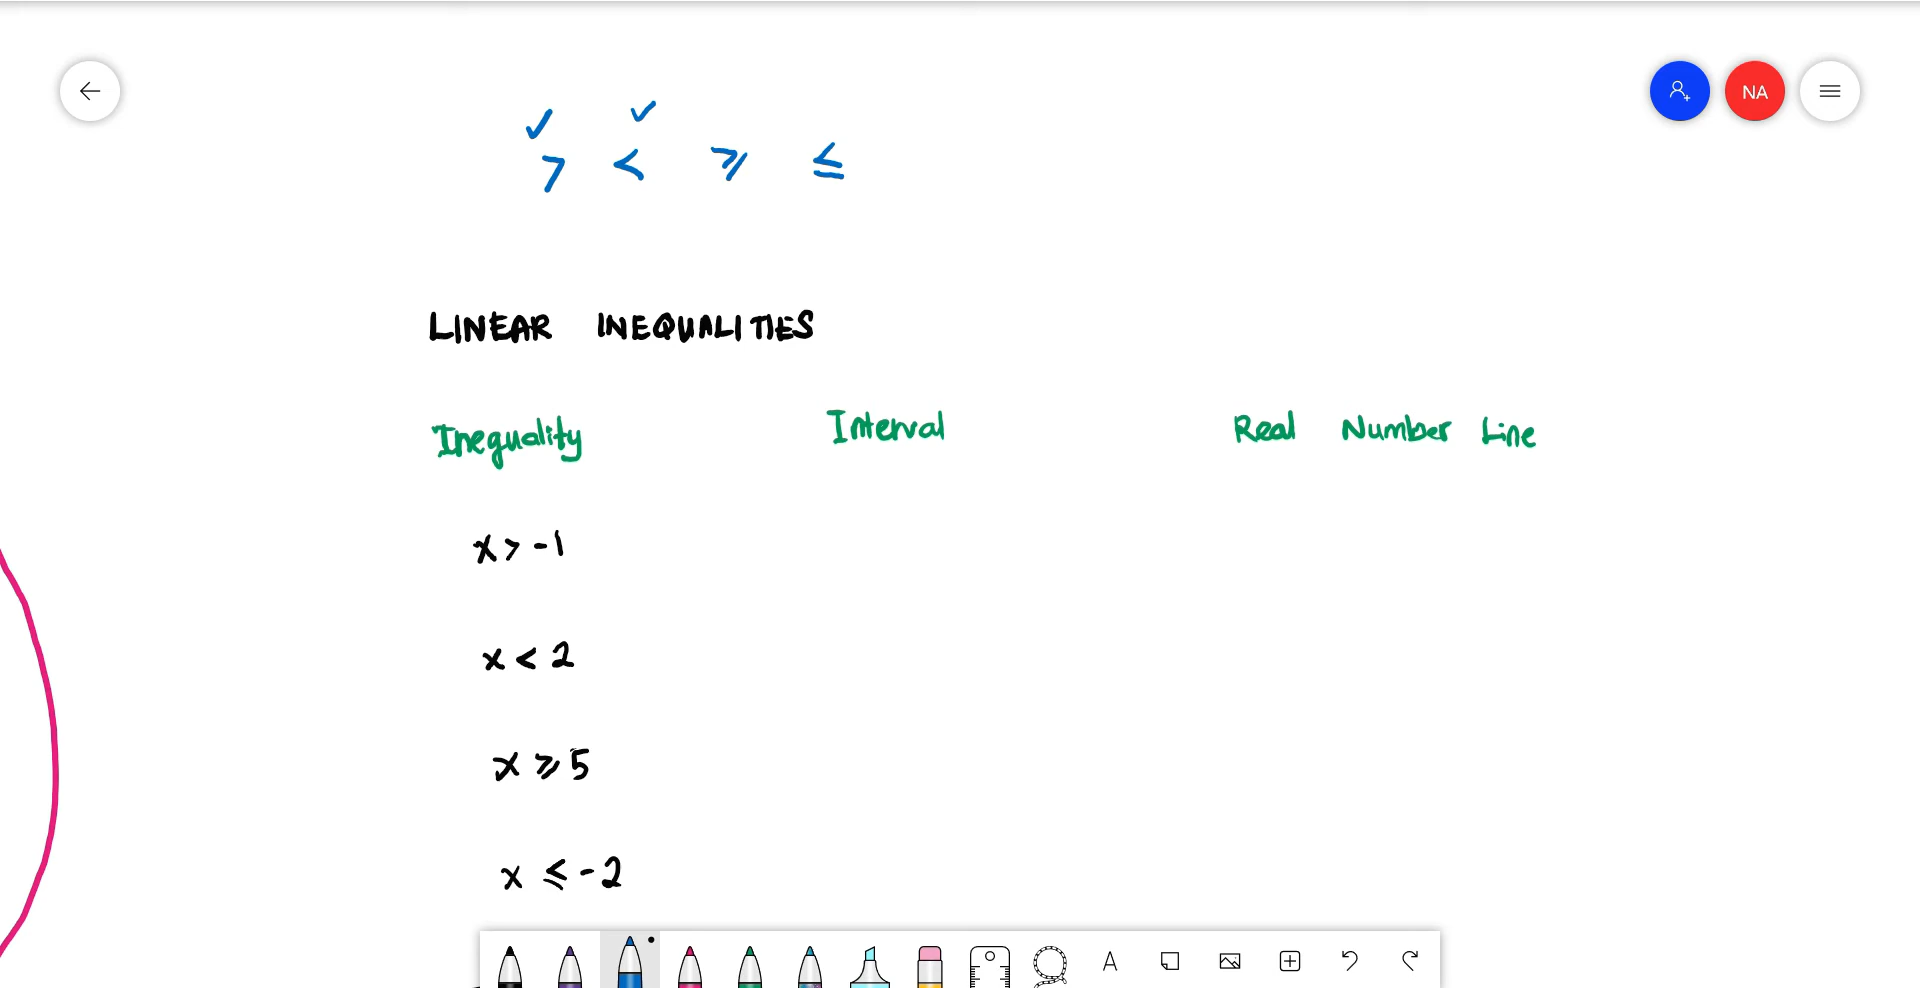 NA
✓ ✓
> < ≥ ≤
LINEAR INEQUALITIES
Inequality Interval Real Number Line
x > -1
x < 2
x ≥ 5
x ≤ -2
A